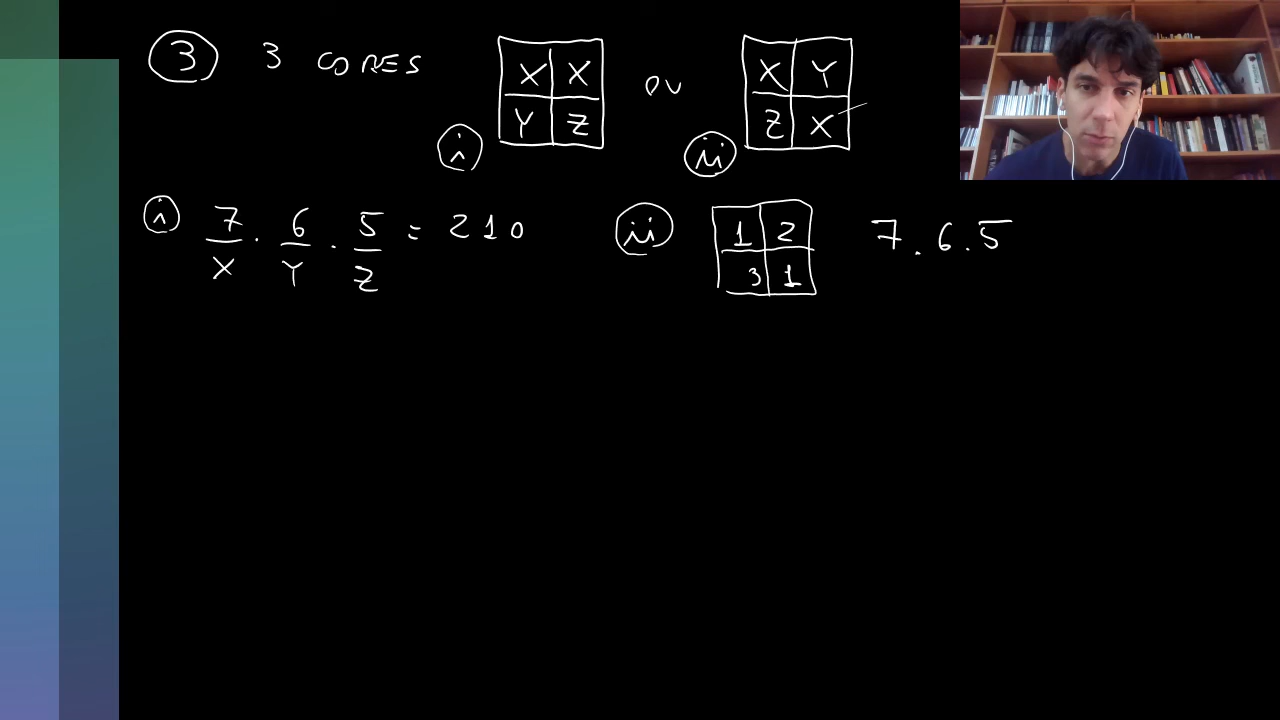 3 3 CORES
X X ou X Y
Y Z Z X
i ii
i 7/X . 6/Y . 5/Z = 210 ii 1 2 7.6.5
3 1